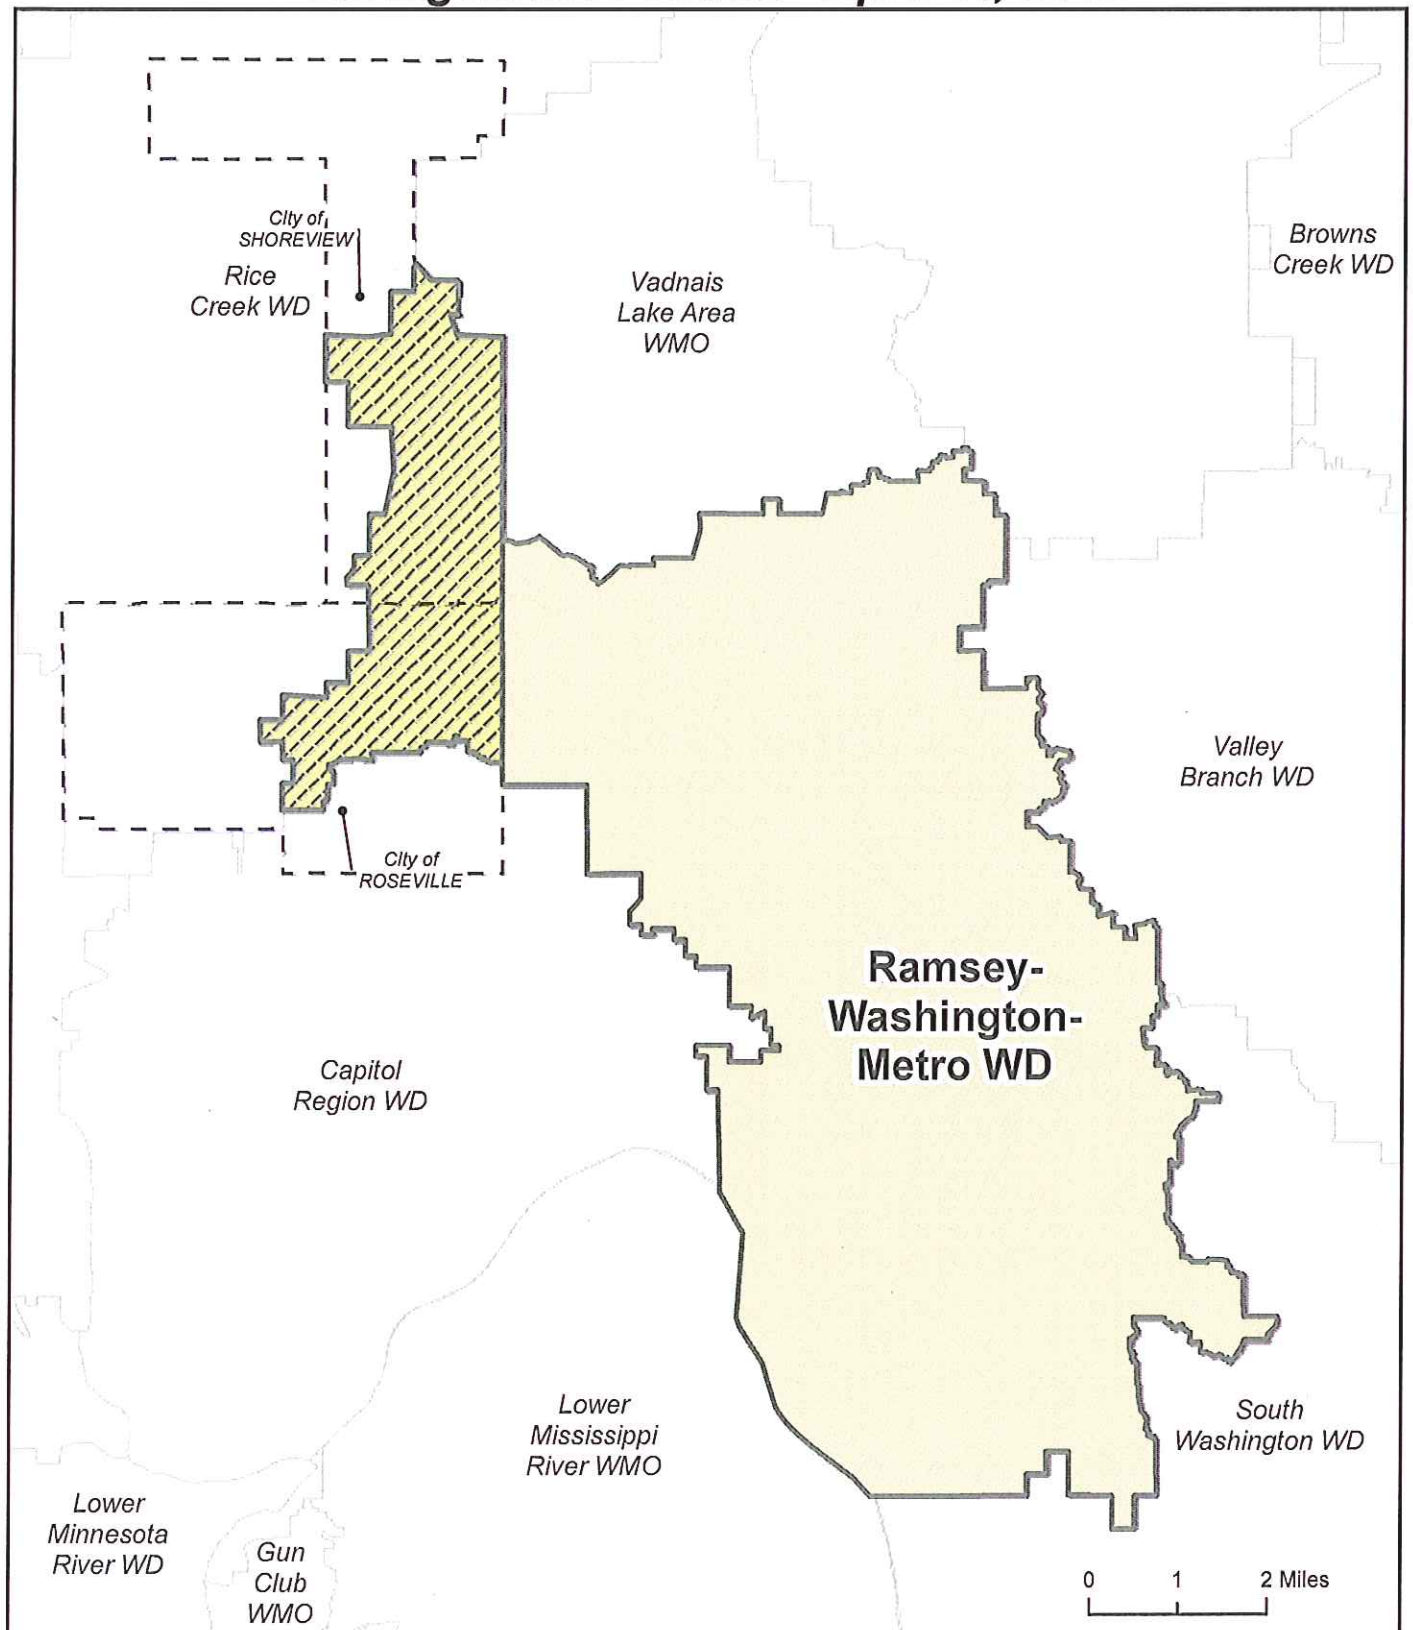 City of
SHOREVIEW
Rice
Creek WD
Vadnais
Lake Area
WMO
Browns
Creek WD
Valley
Branch WD
City of
ROSEVILLE
Ramsey-
Washington-
Metro WD
Capitol
Region WD
Lower
Mississippi
River WMO
South
Washington WD
Lower
Minnesota
River WD
Gun
Club
WMO
0 1 2 Miles